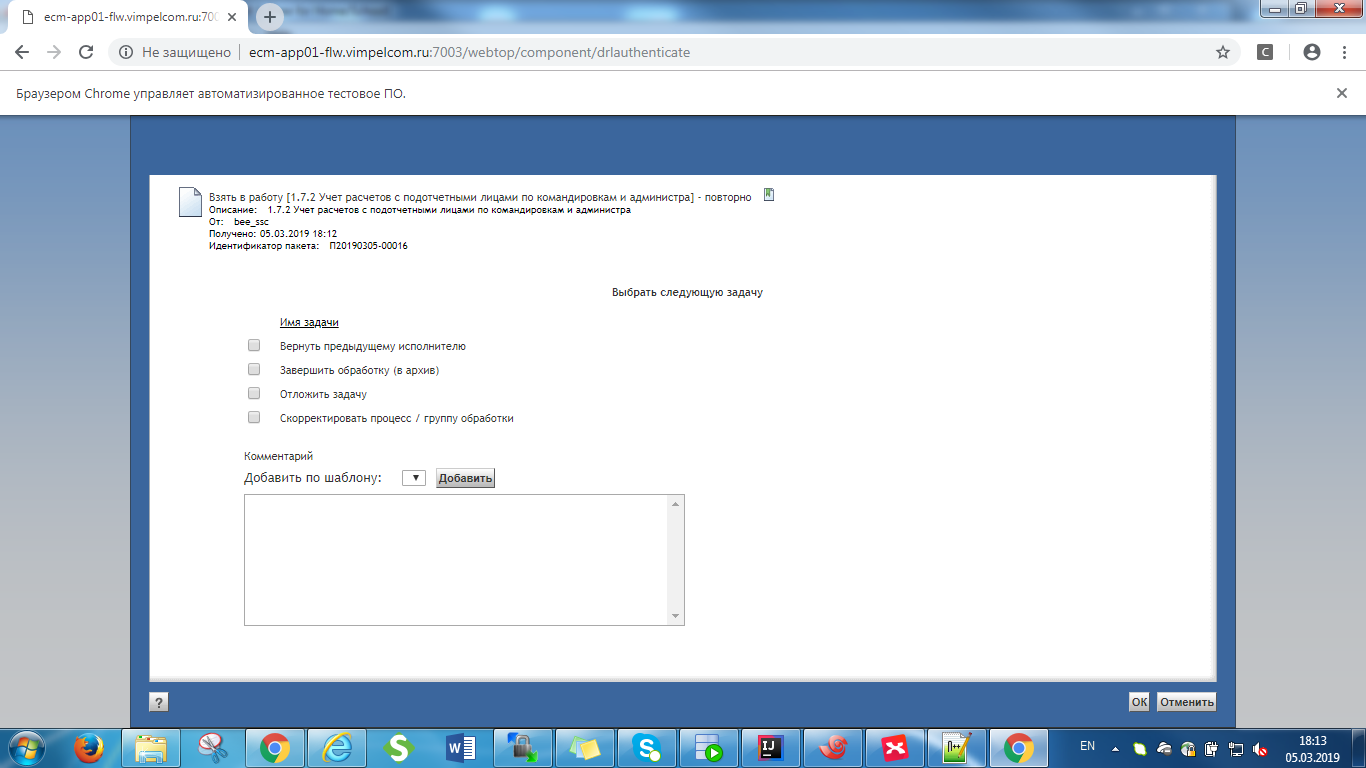 ecm-app01-flw.vimpelcom.ru:700
Не защищено ecm-app01-flw.vimpelcom.ru:7003/webtop/component/drlauthenticate
Браузером Chrome управляет автоматизированное тестовое ПО.
Взять в работу [1.7.2 Учет расчетов с подотчетными лицами по командировкам и администра] - повторно
Описание: 1.7.2 Учет расчетов с подотчетными лицами по командировкам и администра
От: bee_ssc
Получено: 05.03.2019 18:12
Идентификатор пакета: П20190305-00016
Выбрать следующую задачу
Имя задачи
Вернуть предыдущему исполнителю
Завершить обработку (в архив)
Отложить задачу
Скорректировать процесс / группу обработки
Комментарий
Добавить по шаблону: Добавить
?
ОК Отменить
EN
18:13
05.03.2019